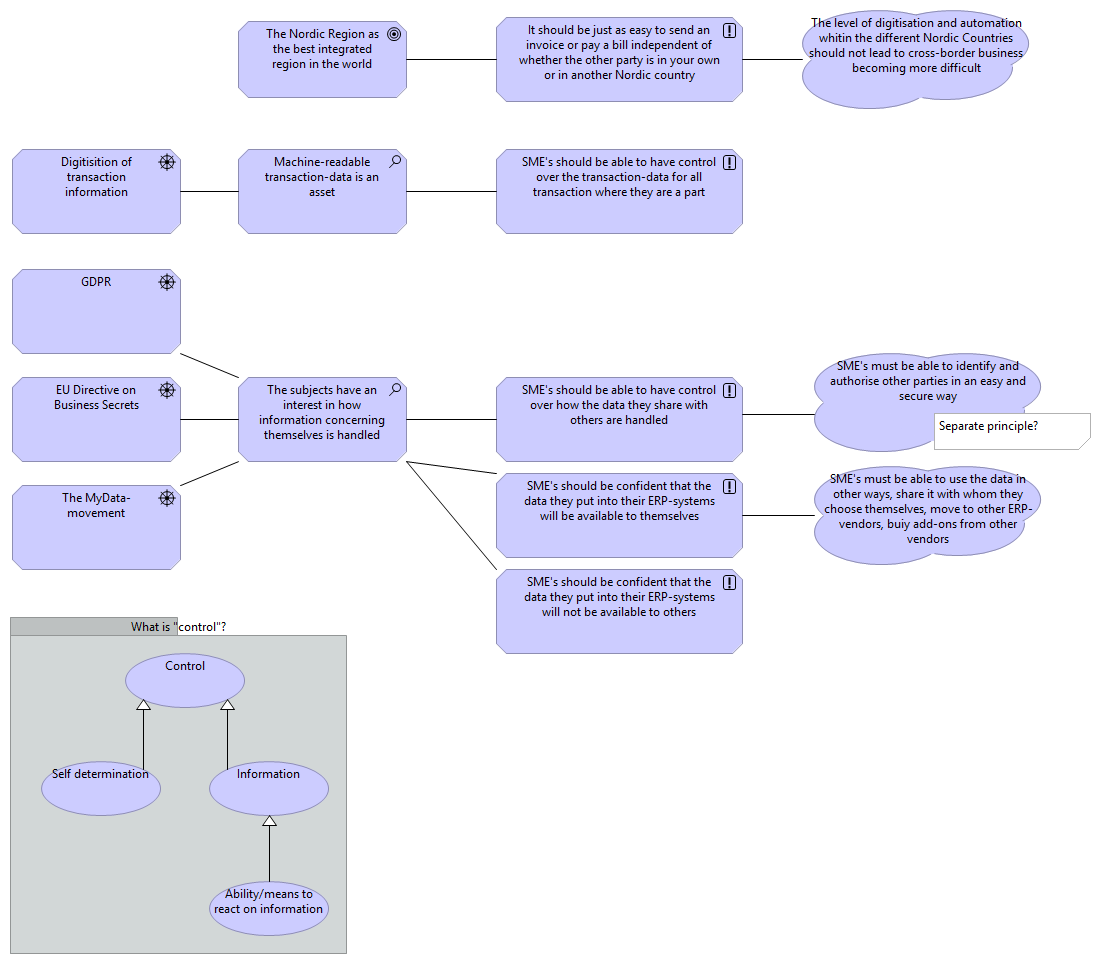 The Nordic Region as
the best integrated
region in the world
It should be just as easy to send an
invoice or pay a bill independent of
whether the other party is in your own
or in another Nordic country
The level of digitisation and automation
whitin the different Nordic Countries
should not lead to cross-border business
becoming more difficult
Digitisition of
transaction
information
Machine-readable
transaction-data is an
asset
SME's should be able to have control
over the transaction-data for all
transaction where they are a part
GDPR
EU Directive on
Business Secrets
The subjects have an
interest in how
information concerning
themselves is handled
SME's should be able to have control
over how the data they share with
others are handled
SME's must be able to identify and
authorise other parties in an easy and
secure way
Separate principle?
The MyData-
movement
SME's should be confident that the
data they put into their ERP-systems
will be available to themselves
SME's must be able to use the data in
other ways, share it with whom they
choose themselves, move to other ERP-
vendors, buiy add-ons from other
vendors
SME's should be confident that the
data they put into their ERP-systems
will not be available to others
What is "control"?
Control
Self determination
Information
Ability/means to
react on information